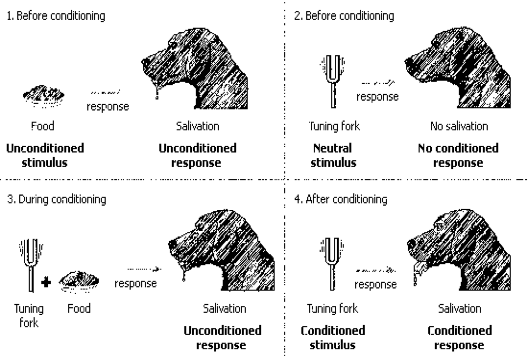 1. Before conditioning
response
Food
Salivation
Unconditioned
stimulus
Unconditioned
response
2. Before conditioning
response
Tuning fork
No salivation
Neutral
stimulus
No conditioned
response
3. During conditioning
response
Tuning
fork
+
Food
Salivation
Unconditioned
response
4. After conditioning
response
Tuning fork
Salivation
Conditioned
stimulus
Conditioned
response